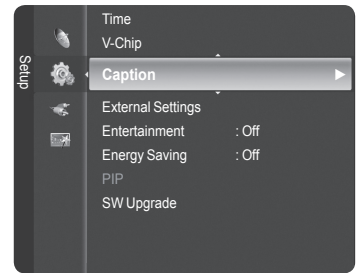 Setup
Time
V-Chip
Caption
External Settings
Entertainment : Off
Energy Saving : Off
PIP
SW Upgrade